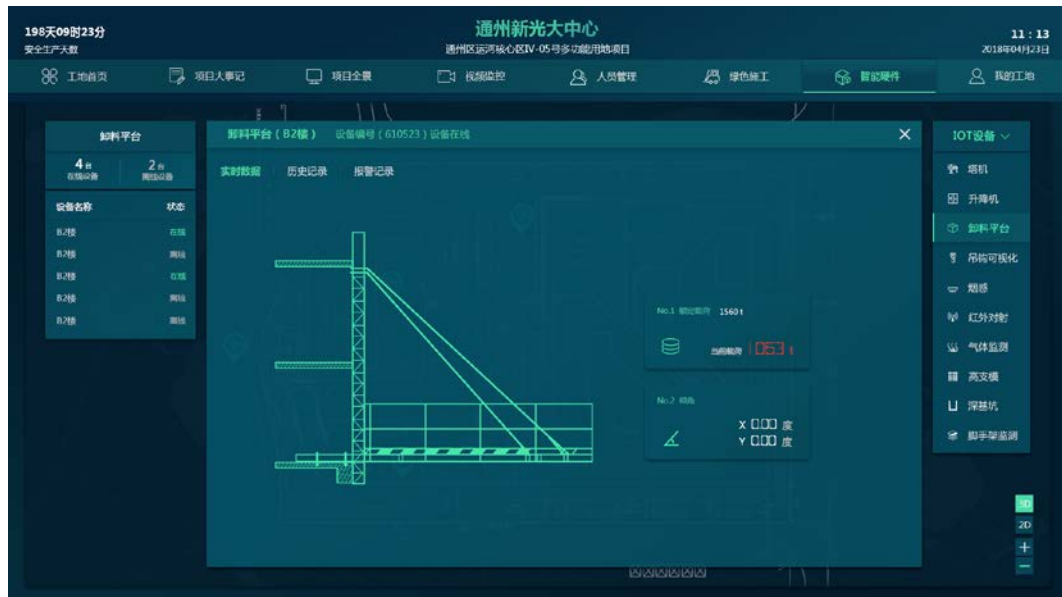 198天09时23分
安全生产天数
通州新光大中心
通州区运河核心区IV-05号多功能用地项目
11：13
2018年04月23日
工地首页 项目大事记 项目全景 视频监控 人员管理 绿色施工 智能硬件 我的工地
卸料平台
4台 2台
在线设备 离线设备
设备名称 状态
B2楼 在线
B2楼 离线
B2楼 在线
B2楼 离线
B2楼 离线
卸料平台（B2楼） 设备编号（610523）设备在线
实时数据 历史记录 报警记录
No.1 额定载荷 1560t
当前载荷 1.053 t
No.2 倾角
X 0.00 度
Y 0.00 度
IOT设备
塔机
升降机
卸料平台
吊钩可视化
烟感
红外对射
气体监测
高支模
深基坑
脚手架监测
3D
2D
+
−